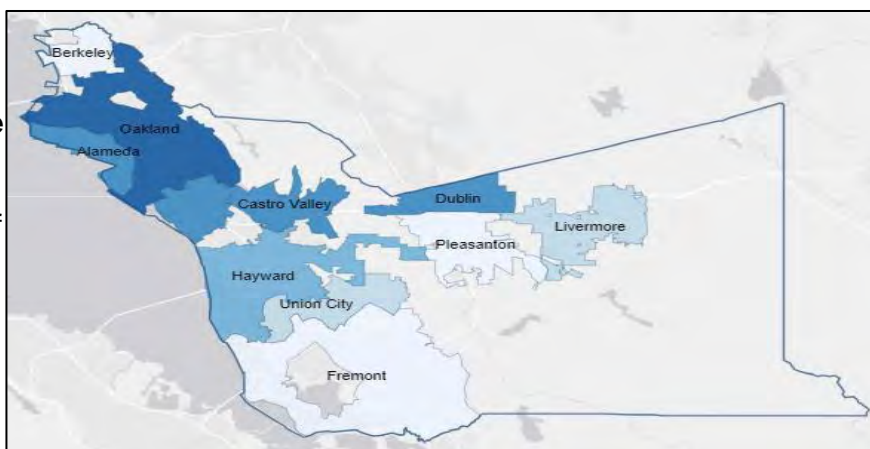 Berkeley
Oakland
Alameda
Castro Valley
Dublin
Livermore
Pleasanton
Hayward
Union City
Fremont